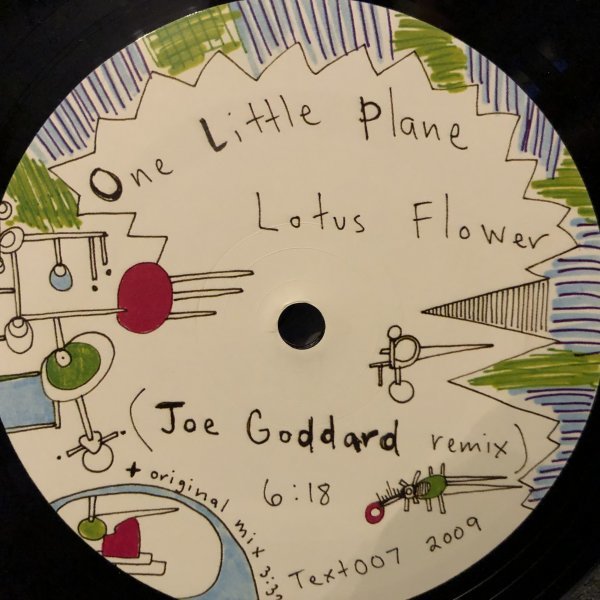 One Little Plane
Lotus Flower
(Joe Goddard remix)
6:18
+ original mix
Text007 2009